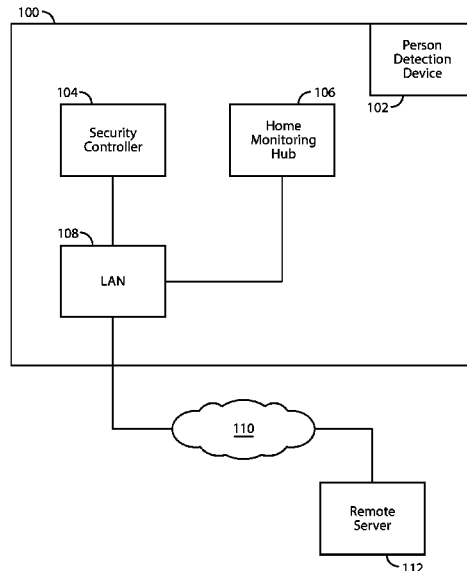 100
Person
Detection
Device
102
104
Security
Controller
106
Home
Monitoring
Hub
108
LAN
110
Remote
Server
112